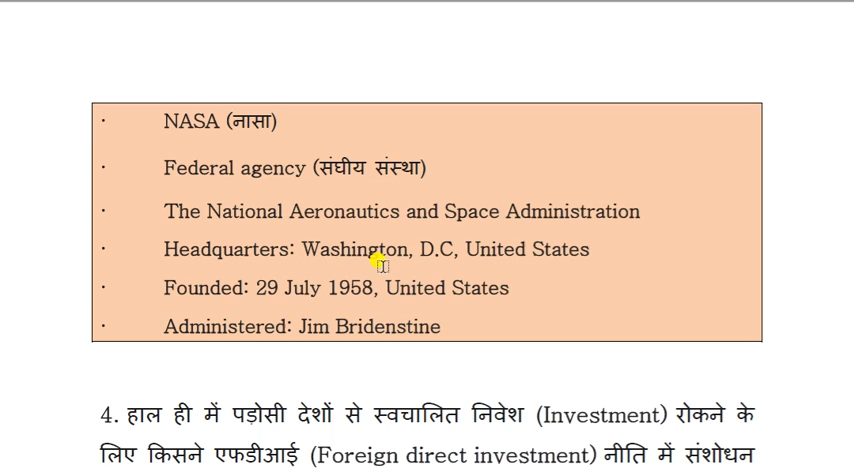 · NASA (नासा)
· Federal agency (संघीय संस्था)
· The National Aeronautics and Space Administration
· Headquarters: Washington, D.C, United States
· Founded: 29 July 1958, United States
· Administered: Jim Bridenstine
4. हाल ही में पड़ोसी देशों से स्वचालित निवेश (Investment) रोकने के
लिए किसने एफडीआई (Foreign direct investment) नीति में संशोधन